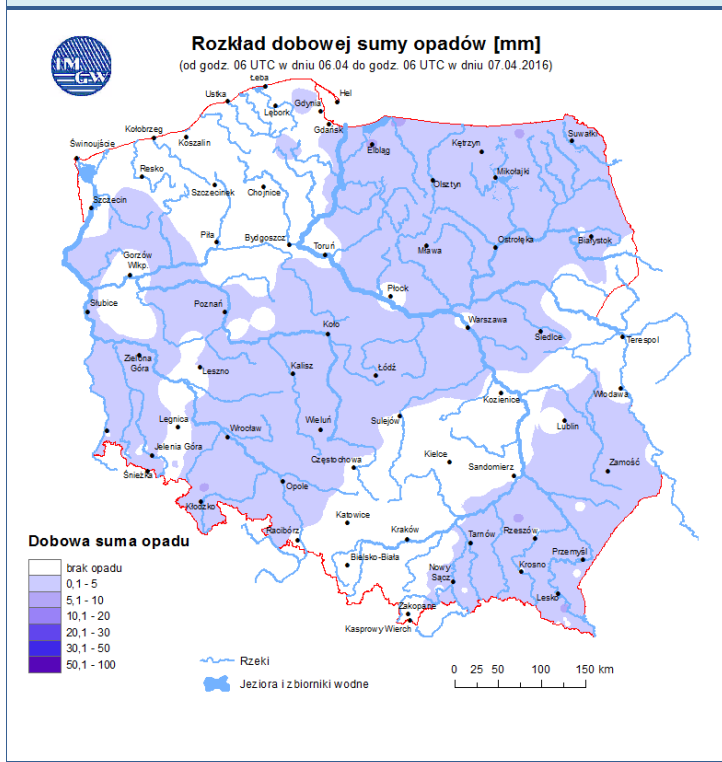 Rozkład dobowej sumy opadów [mm]
(od godz. 06 UTC w dniu 06.04 do godz. 06 UTC w dniu 07.04.2016)
IM
GW
Łeba
Hel
Ustka
Gdynia
Lębork
Gdańsk
Kołobrzeg
Koszalin
Suwałki
Świnoujście
Elbląg
Kętrzyn
Resko
Mikołajki
Szczecinek
Chojnice
Olsztyn
Szczecin
Piła
Bydgoszcz
Toruń
Mława
Ostrołęka
Białystok
Gorzów
Wlkp.
Płock
Słubice
Poznań
Koło
Warszawa
Siedlce
Terespol
Zielona
Góra
Leszno
Kalisz
Łódź
Kozienice
Włodawa
Legnica
Wrocław
Wieluń
Sulejów
Lublin
Jelenia Góra
Kielce
Częstochowa
Sandomierz
Zamość
Śnieżka
Opole
Kłodzko
Katowice
Racibórz
Kraków
Tarnów
Rzeszów
Przemyśl
Bielsko-Biała
Nowy
Sącz
Krosno
Lesko
Zakopane
Kasprowy Wierch
Dobowa suma opadu
brak opadu
0,1 - 5
5,1 - 10
10,1 - 20
20,1 - 30
30,1 - 50
50,1 - 100
Rzeki
Jeziora i zbiorniki wodne
0 25 50 100 150 km